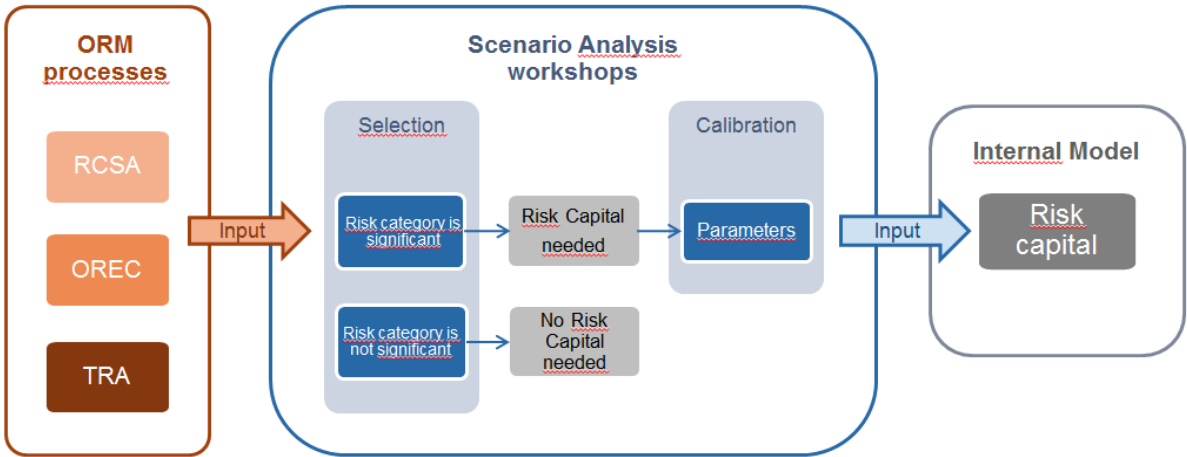 ORM
processes
RCSA
OREC
TRA
Input
Scenario Analysis
workshops
Selection
Risk category is
significant
Risk Capital
needed
Risk category is
not significant
No Risk
Capital
needed
Calibration
Parameters
Input
Internal Model
Risk
capital